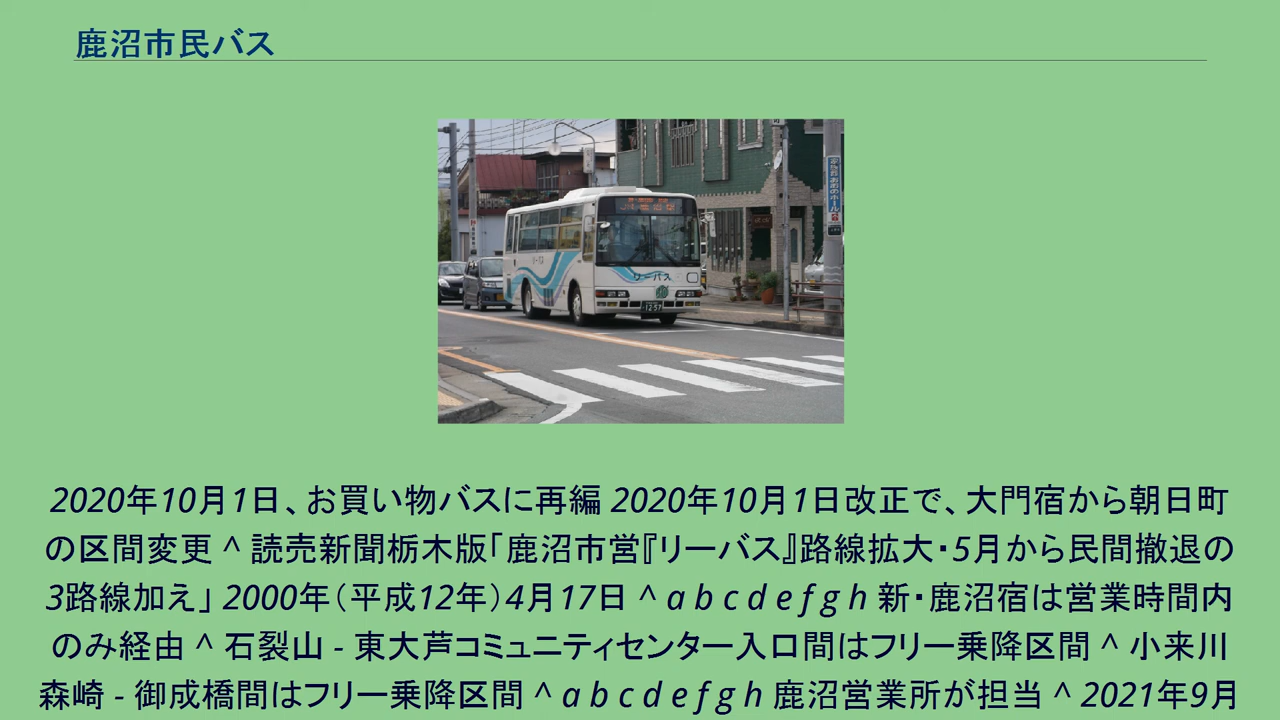 鹿沼市民バス
リーバス
12-57
2020年10月1日、お買い物バスに再編 2020年10月1日改正で、大門宿から朝日町
の区間変更 ^ 読売新聞栃木版「鹿沼市営『リーバス』路線拡大・5月から民間撤退の
3路線加え」 2000年（平成12年）4月17日 ^ a b c d e f g h 新・鹿沼宿は営業時間内
のみ経由 ^ 石裂山 - 東大芦コミュニティセンター入口間はフリー乗降区間 ^ 小来川
森崎 - 御成橋間はフリー乗降区間 ^ a b c d e f g h 鹿沼営業所が担当 ^ 2021年9月